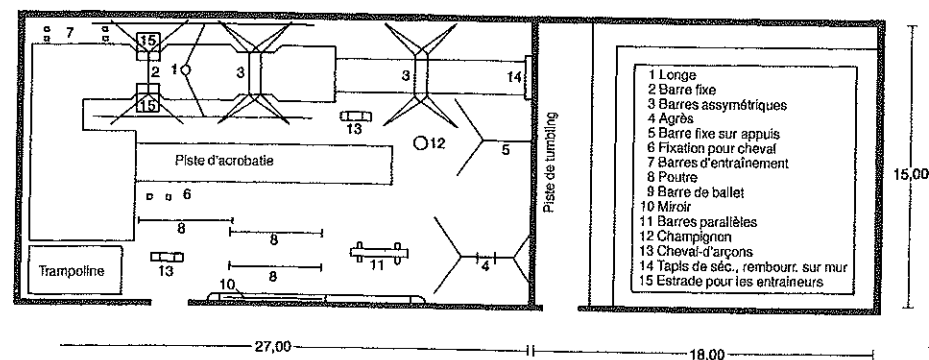 7
15
2
1
3
3
14
15
13
12
5
Piste d'acrobatie
6
8
8
Trampoline
13
8
11
4
10
Piste de tumbling
1 Longe
2 Barre fixe
3 Barres assymétriques
4 Agrès
5 Barre fixe sur appuis
6 Fixation pour cheval
7 Barres d'entraînement
8 Poutre
9 Barre de ballet
10 Miroir
11 Barres parallèles
12 Champignon
13 Cheval-d'arçons
14 Tapis de séc., rembourr. sur mur
15 Estrade pour les entraineurs
15,00
27,00
18,00